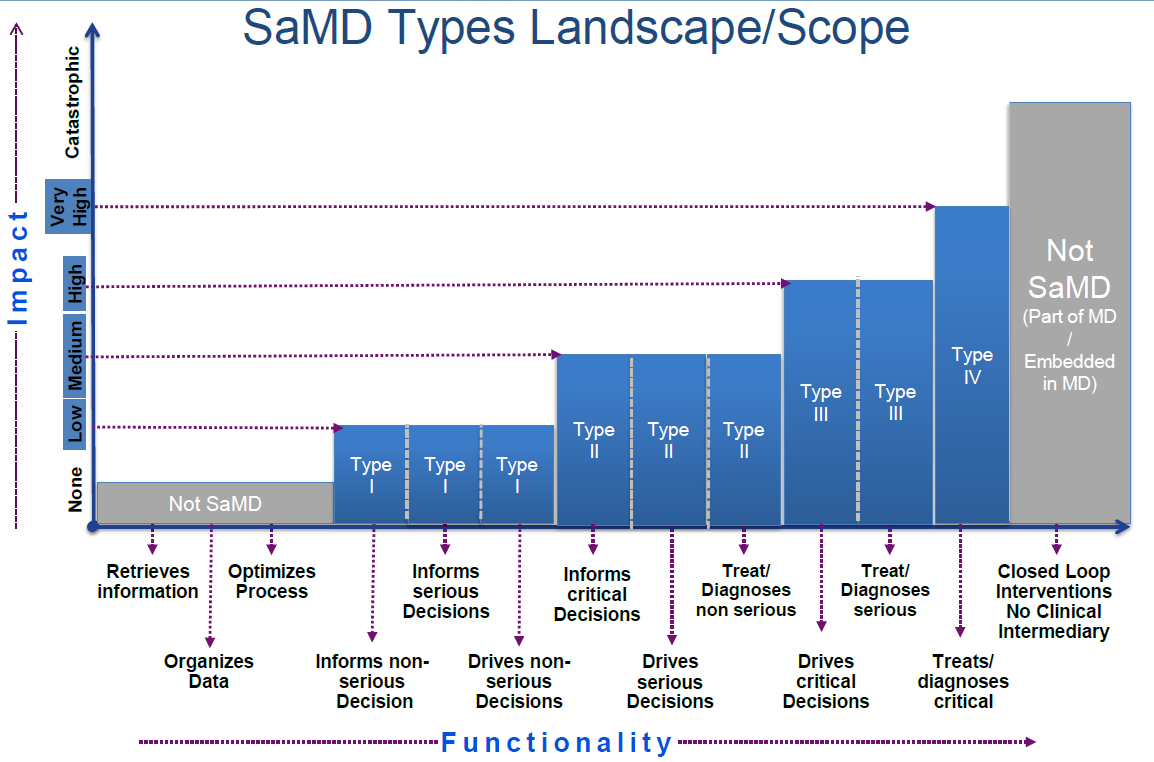 SaMD Types Landscape/Scope
Impact
Catastrophic
Very
High
High
Medium
Low
None
Not SaMD
Type
I
Type
I
Type
I
Type
II
Type
II
Type
II
Type
III
Type
III
Type
IV
Not
SaMD
(Part of MD
/
Embedded
in MD)
Retrieves
information
Organizes
Data
Optimizes
Process
Informs non-
serious
Decision
Informs
serious
Decisions
Drives non-
serious
Decisions
Informs
critical
Decisions
Drives
serious
Decisions
Treat/
Diagnoses
non serious
Drives
critical
Decisions
Treat/
Diagnoses
serious
Treats/
diagnoses
critical
Closed Loop
Interventions
No Clinical
Intermediary
Functionality